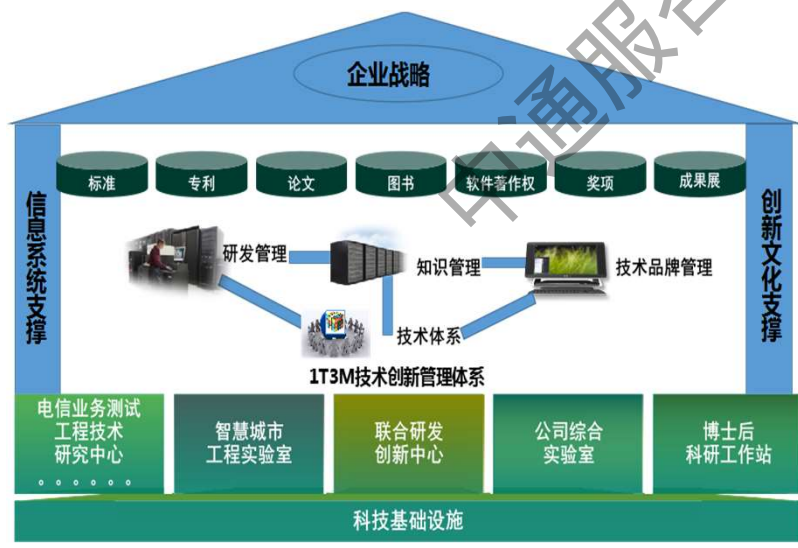 企业战略
中通服咨
标准
专利
论文
图书
软件著作权
奖项
成果展
信息系统支撑
创新文化支撑
研发管理
知识管理
技术品牌管理
技术体系
1T3M技术创新管理体系
电信业务测试
工程技术
研究中心
。。。。。。
智慧城市
工程实验室
联合研发
创新中心
公司综合
实验室
博士后
科研工作站
科技基础设施